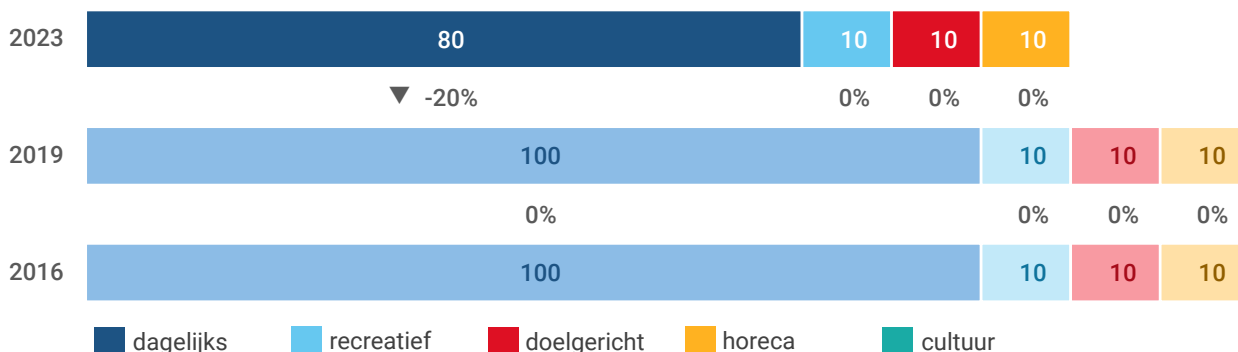 2023 80 10 10 10
▼ -20% 0% 0% 0%
2019 100 10 10 10
0% 0% 0% 0%
2016 100 10 10 10
dagelijks recreatief doelgericht horeca cultuur